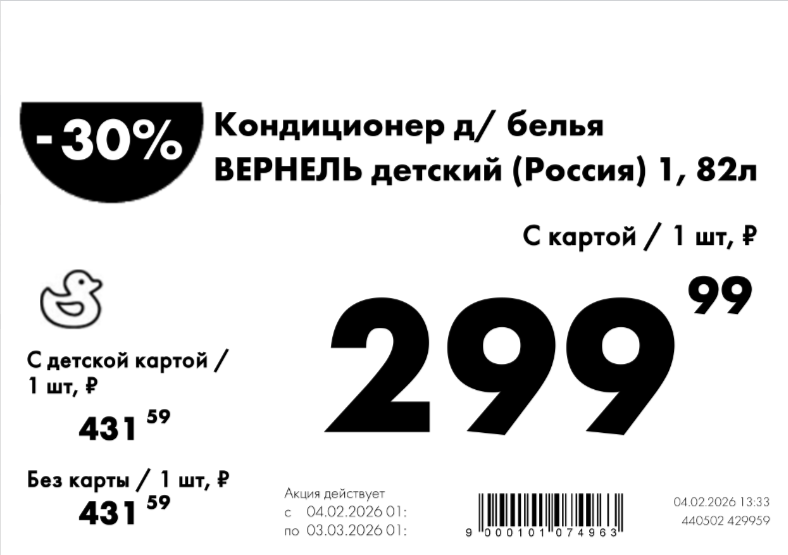 -30%
Кондиционер д/ белья
ВЕРНЕЛЬ детский (Россия) 1, 82л
С картой / 1 шт, ₽
299 99
С детской картой /
1 шт, ₽
431 59
Без карты / 1 шт, ₽
431 59
Акция действует
с 04.02.2026 01:
по 03.03.2026 01:
9 000101 074963
04.02.2026 13:33
440502 429959